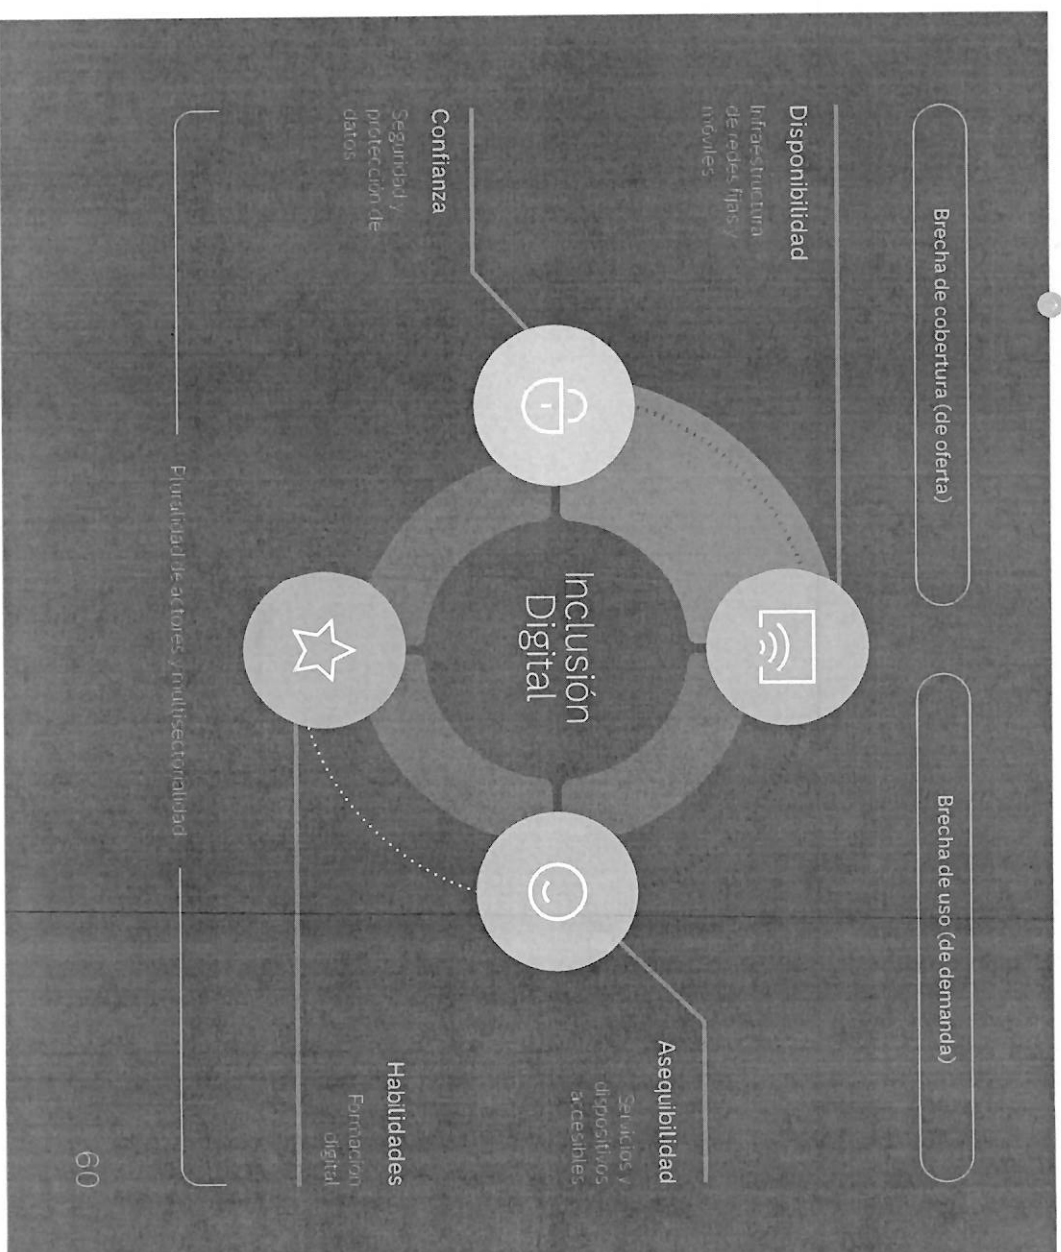 Brecha de cobertura (de oferta)
Brecha de uso (de demanda)
Disponibilidad
Infraestructura
de redes fijas y
móviles
Asequibilidad
Servicios y
dispositivos
accesibles
Inclusión
Digital
Confianza
Seguridad y
protección de
datos
Habilidades
Formación
digital
Pluralidad de actores y multisectorialidad
60